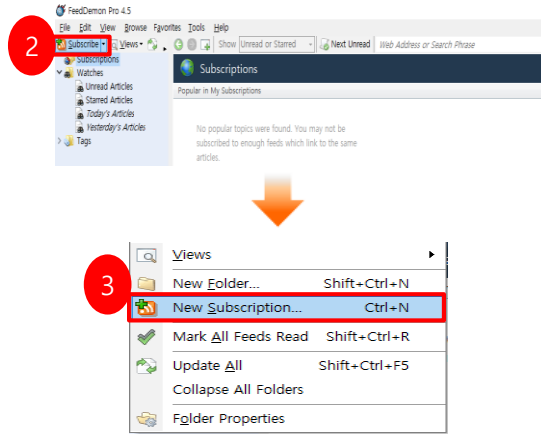 FeedDemon Pro 4.5
File Edit View Browse Favorites Tools Help
2
Subscribe Views Show Unread or Starred Next Unread Web Address or Search Phrase
Subscriptions
Watches
Unread Articles
Starred Articles
Today's Articles
Yesterday's Articles
Tags
Subscriptions
Popular in My Subscriptions
No popular topics were found. You may not be
subscribed to enough feeds which link to the same
articles.
3
Views
New Folder... Shift+Ctrl+N
New Subscription... Ctrl+N
Mark All Feeds Read Shift+Ctrl+R
Update All Shift+Ctrl+F5
Collapse All Folders
Folder Properties